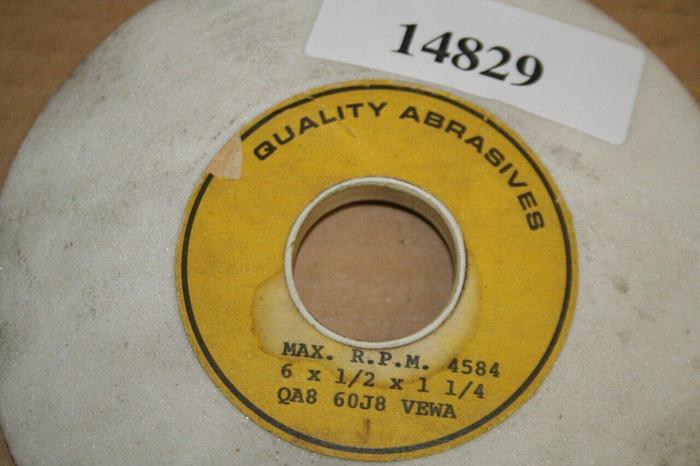 14829
QUALITY ABRASIVES
MAX. R.P.M. 4584
6 x 1/2 x 1 1/4
QA8 60J8 VEWA